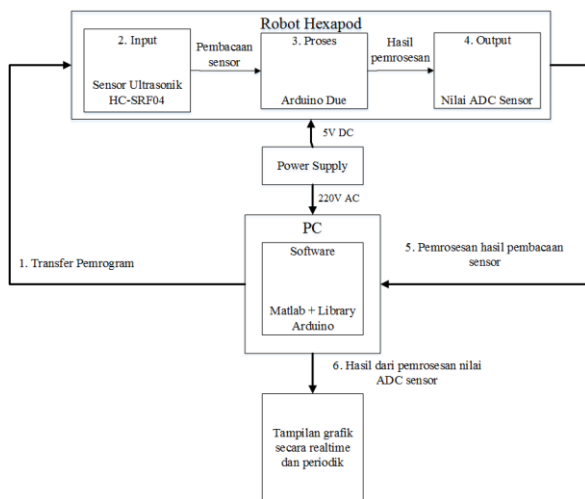 Robot Hexapod
2. Input
Sensor Ultrasonik
HC-SRF04
Pembacaan
sensor
3. Proses
Arduino Due
Hasil
pemrosesan
4. Output
Nilai ADC Sensor
5V DC
Power Supply
220V AC
PC
Software
Matlab + Library
Arduino
1. Transfer Pemrogram
5. Pemrosesan hasil pembacaan
sensor
6. Hasil dari pemrosesan nilai
ADC sensor
Tampilan grafik
secara realtime
dan periodik